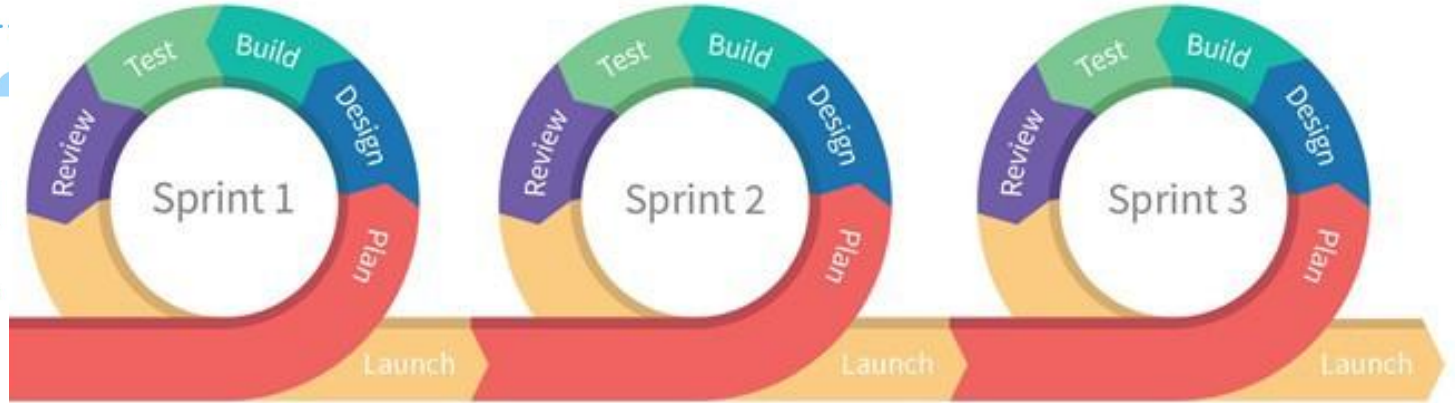 Test
Build
Design
Review
Sprint 1
Plan
Launch
Test
Build
Design
Review
Sprint 2
Plan
Launch
Test
Build
Design
Review
Sprint 3
Plan
Launch